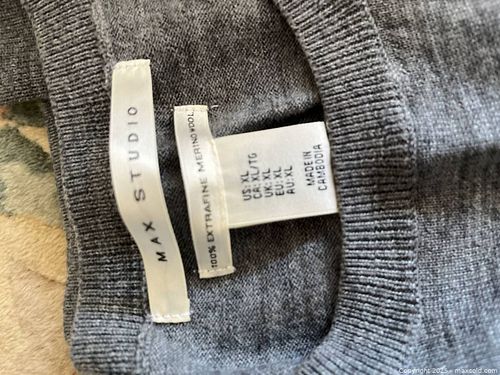 MAX STUDIO
100% EXTRAFINE MERINO WOOL
US: XL
CA: XL/TG
UK: XL
EU: XL
AU: XL
MADE IN
CAMBODIA
Copyright 2025 - maxsold.com